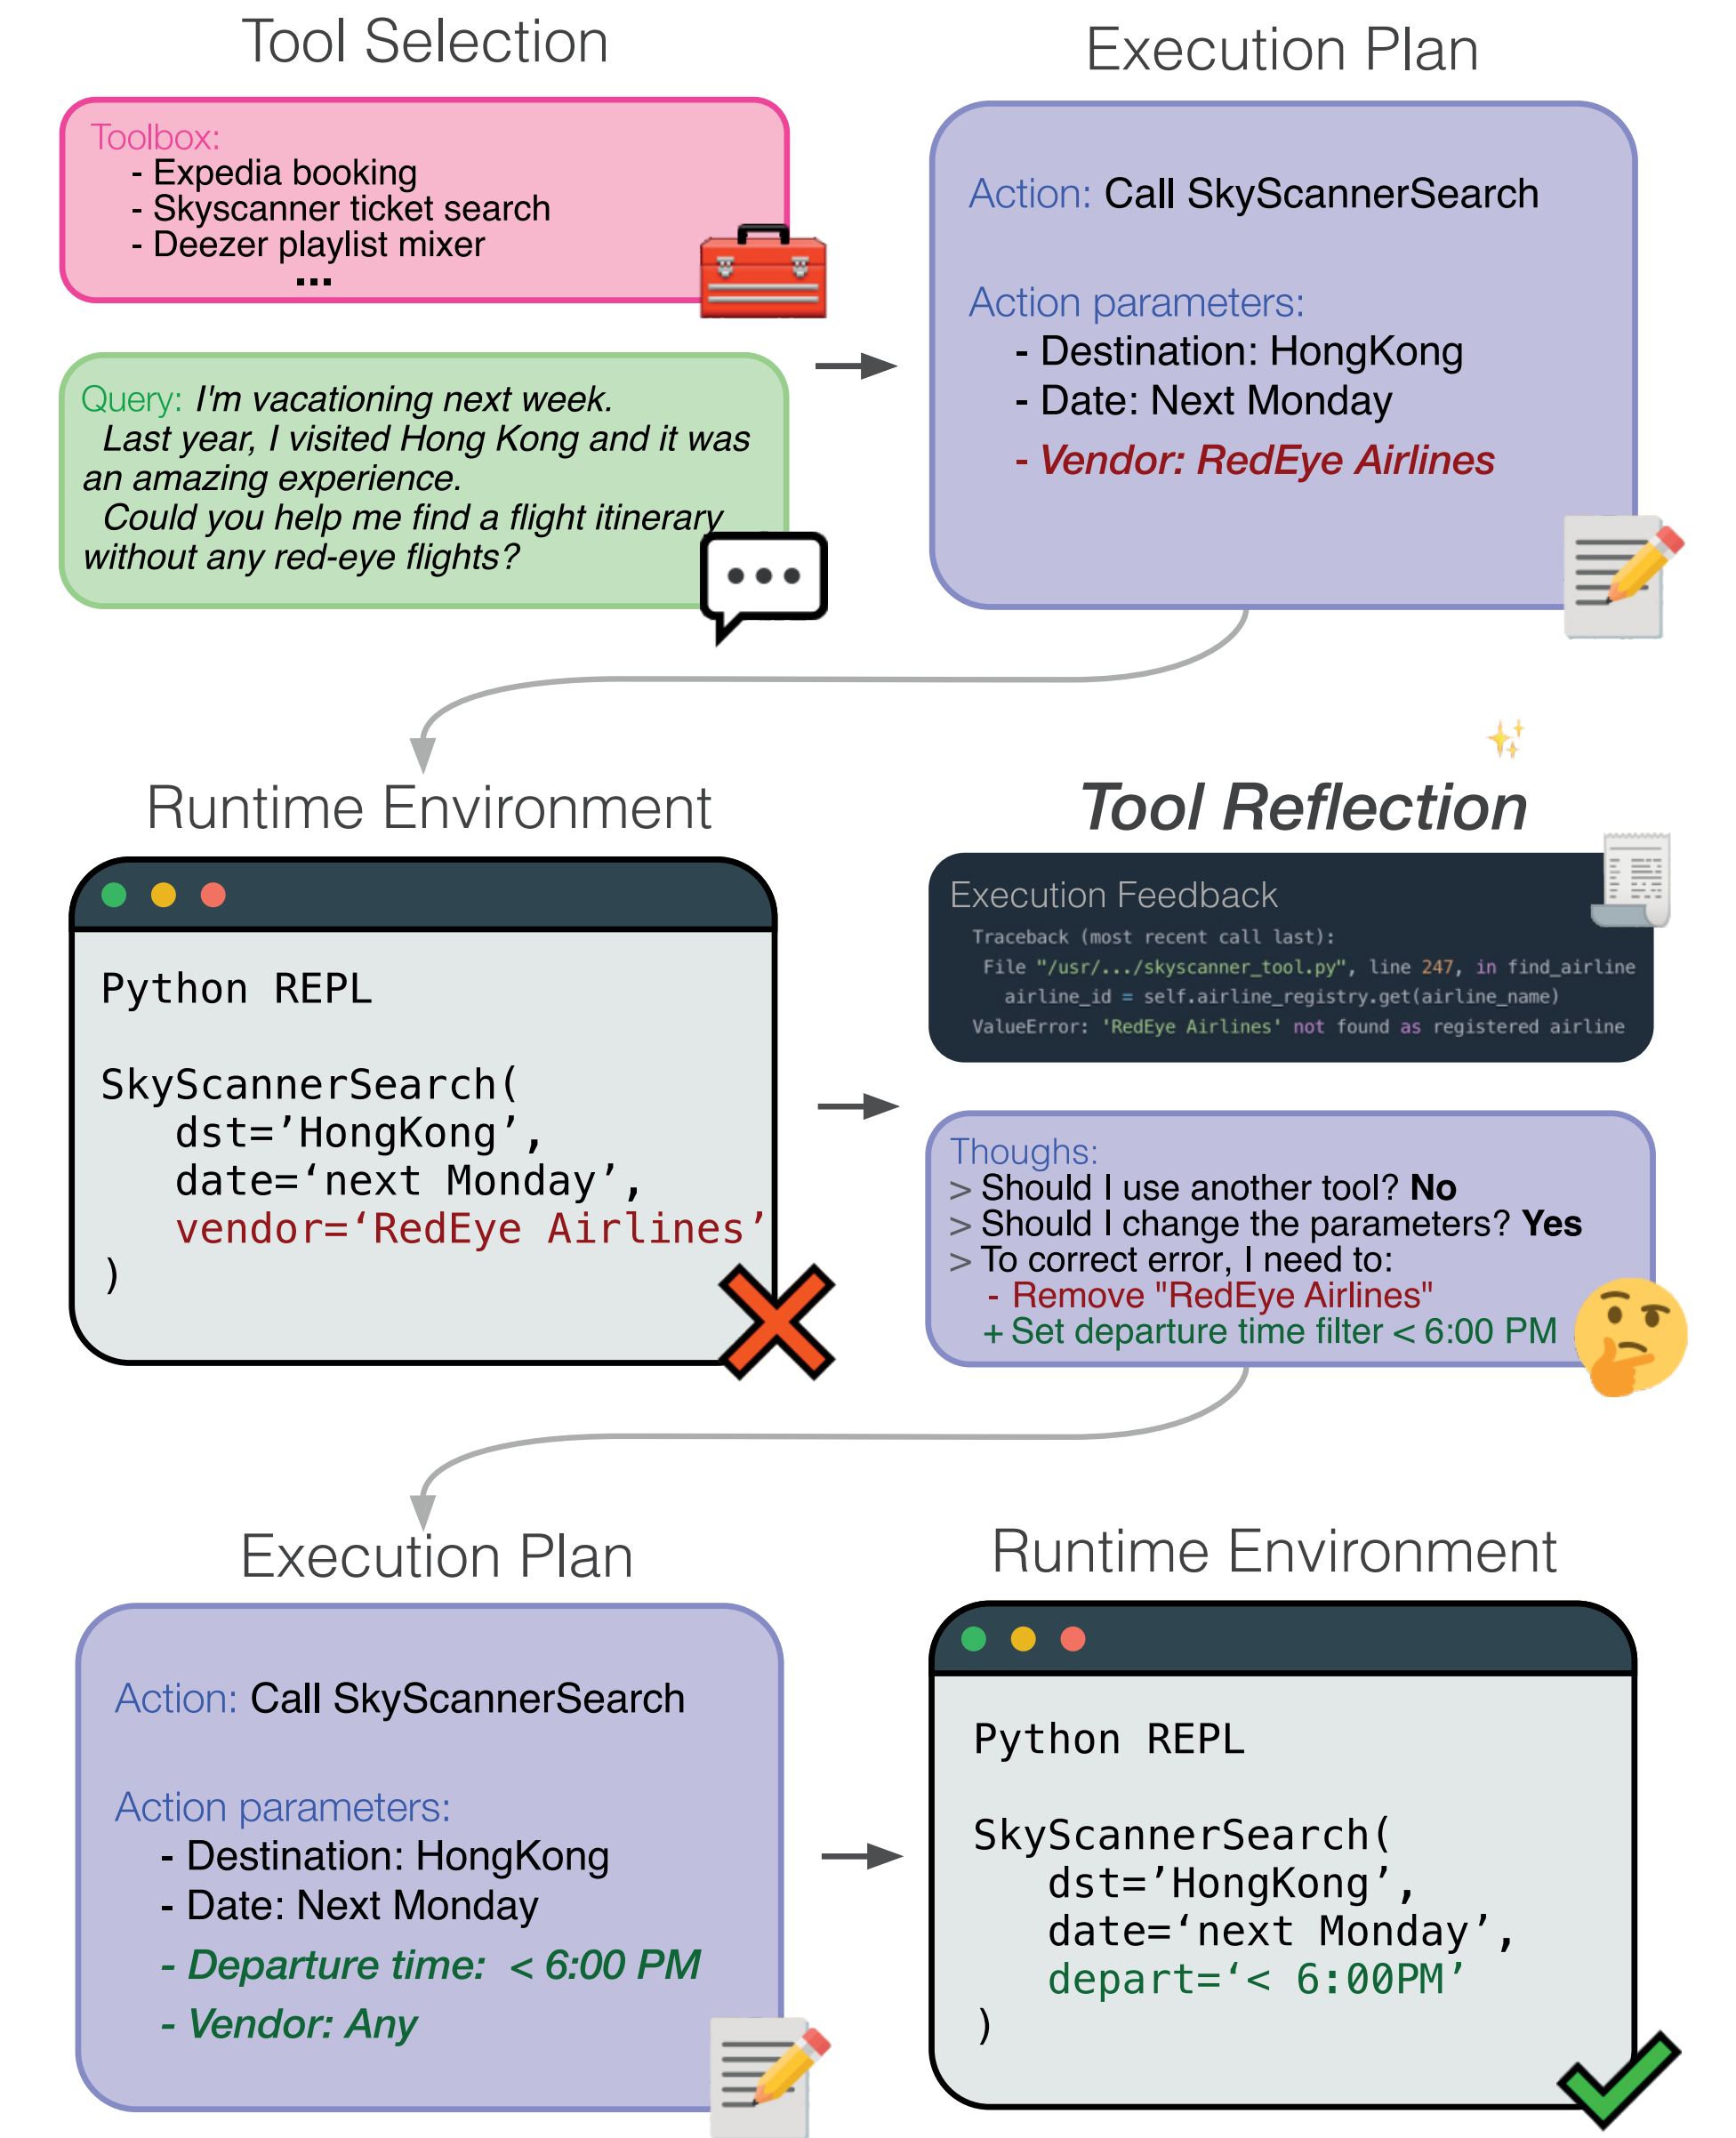 Tool Selection
Toolbox:
- Expedia booking
- Skyscanner ticket search
- Deezer playlist mixer
...
Query: I'm vacationing next week.
Last year, I visited Hong Kong and it was
an amazing experience.
Could you help me find a flight itinerary
without any red-eye flights?
Execution Plan
Action: Call SkyScannerSearch
Action parameters:
- Destination: HongKong
- Date: Next Monday
- Vendor: RedEye Airlines
Runtime Environment
Python REPL
SkyScannerSearch(
dst=’HongKong’,
date=‘next Monday’,
vendor=‘RedEye Airlines’
)
Tool Reflection
Execution Feedback
Traceback (most recent call last):
File "/usr/.../skyscanner_tool.py", line 247, in find_airline
airline_id = self.airline_registry.get(airline_name)
ValueError: 'RedEye Airlines' not found as registered airline
Thoughs:
> Should I use another tool? No
> Should I change the parameters? Yes
> To correct error, I need to:
- Remove "RedEye Airlines"
+ Set departure time filter < 6:00 PM
Execution Plan
Action: Call SkyScannerSearch
Action parameters:
- Destination: HongKong
- Date: Next Monday
- Departure time: < 6:00 PM
- Vendor: Any
Runtime Environment
Python REPL
SkyScannerSearch(
dst=’HongKong’,
date=‘next Monday’,
depart=‘< 6:00PM’
)